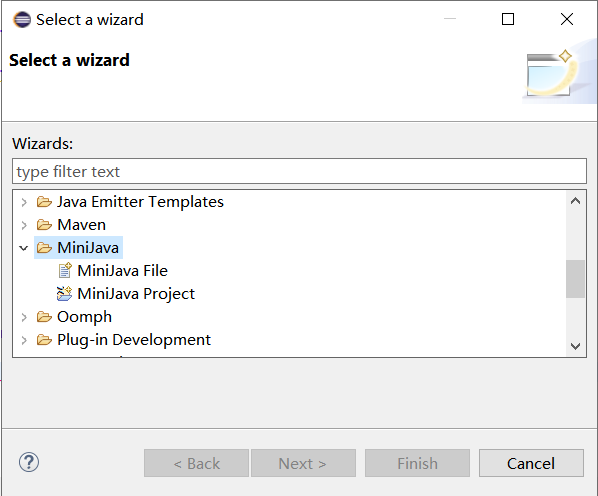 Select a wizard
Select a wizard
Wizards:
type filter text
Java Emitter Templates
Maven
MiniJava
MiniJava File
MiniJava Project
Oomph
Plug-in Development
?
< Back
Next >
Finish
Cancel